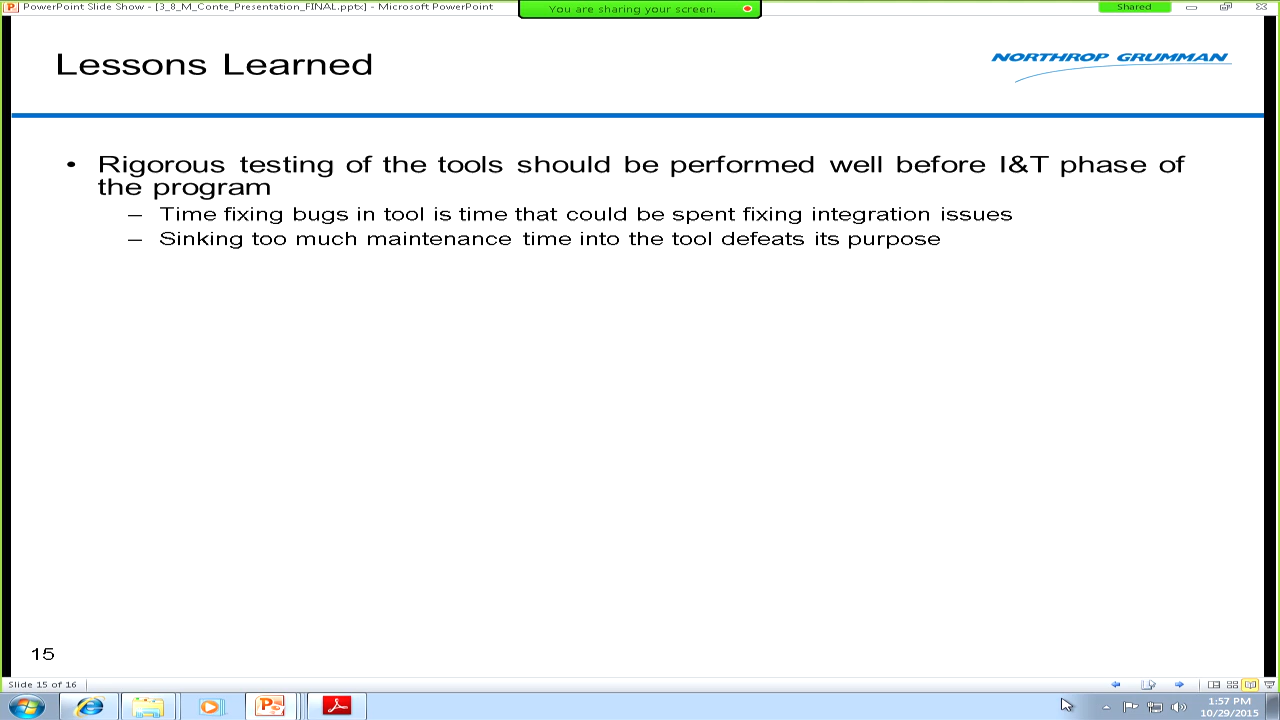 PowerPoint Slide Show - [3_8_M_Conte_Presentation_FINAL.pptx] - Microsoft PowerPoint
You are sharing your screen.
Shared
Lessons Learned
NORTHROP GRUMMAN
• Rigorous testing of the tools should be performed well before I&T phase of
the program
– Time fixing bugs in tool is time that could be spent fixing integration issues
– Sinking too much maintenance time into the tool defeats its purpose
15
Slide 15 of 16
1:57 PM
10/29/2015